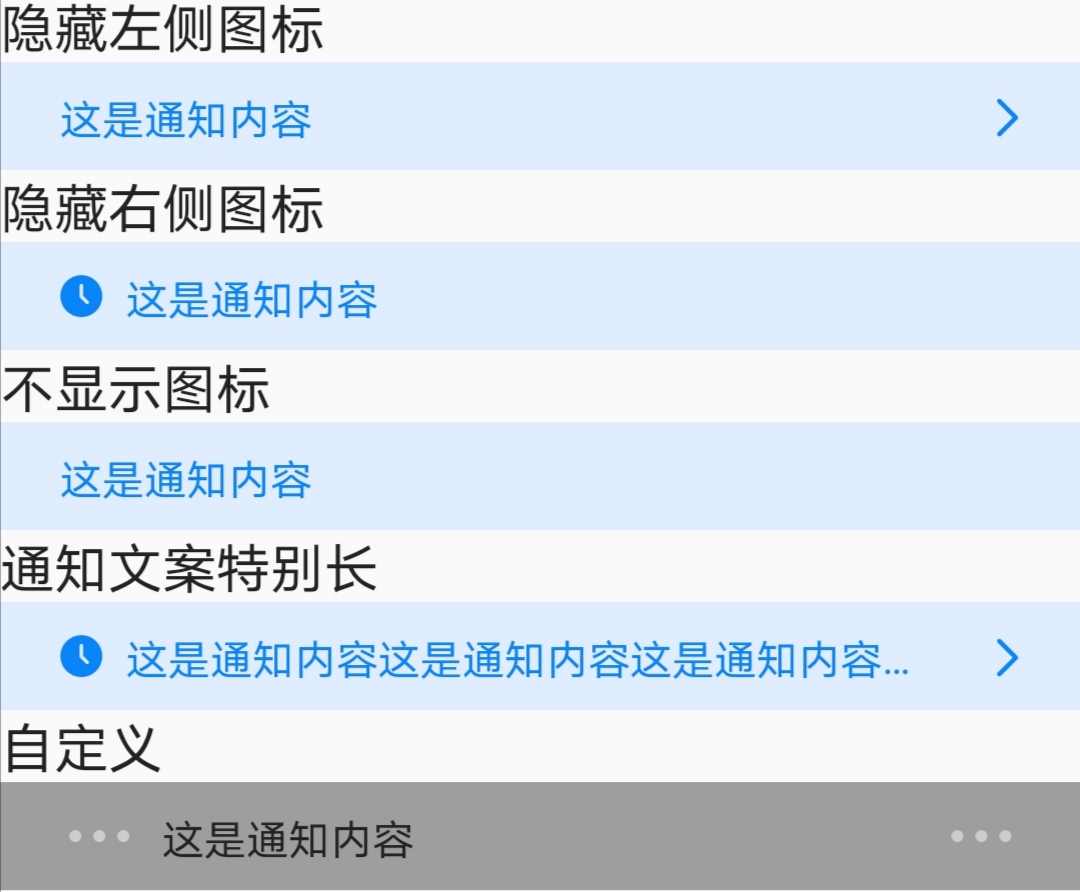 隐藏左侧图标
这是通知内容
隐藏右侧图标
这是通知内容
不显示图标
这是通知内容
通知文案特别长
这是通知内容这是通知内容这是通知内容...
自定义
这是通知内容